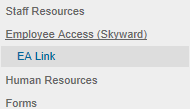 Staff Resources
Employee Access (Skyward)
EA Link
Human Resources
Forms